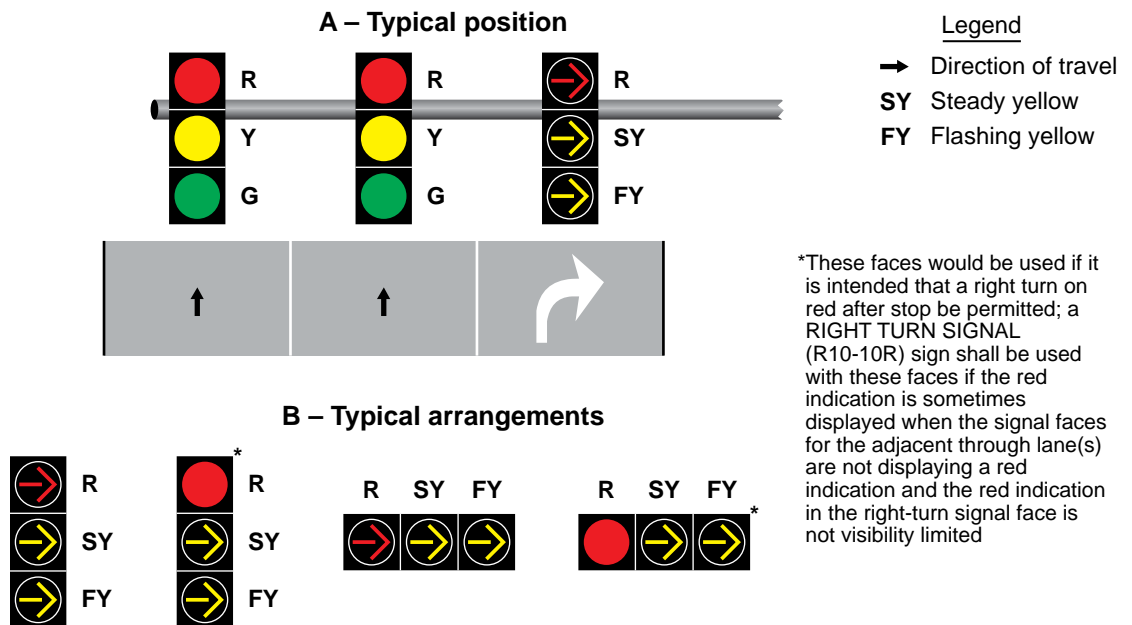 A – Typical position
R
R
R
Y
Y
SY
G
G
FY
Legend
Direction of travel
SY Steady yellow
FY Flashing yellow
*These faces would be used if it
is intended that a right turn on
red after stop be permitted; a
RIGHT TURN SIGNAL
(R10-10R) sign shall be used
with these faces if the red
indication is sometimes
displayed when the signal faces
for the adjacent through lane(s)
are not displaying a red
indication and the red indication
in the right-turn signal face is
not visibility limited
B – Typical arrangements
R
SY
FY
*
R
SY
FY
R SY FY
R SY FY
*